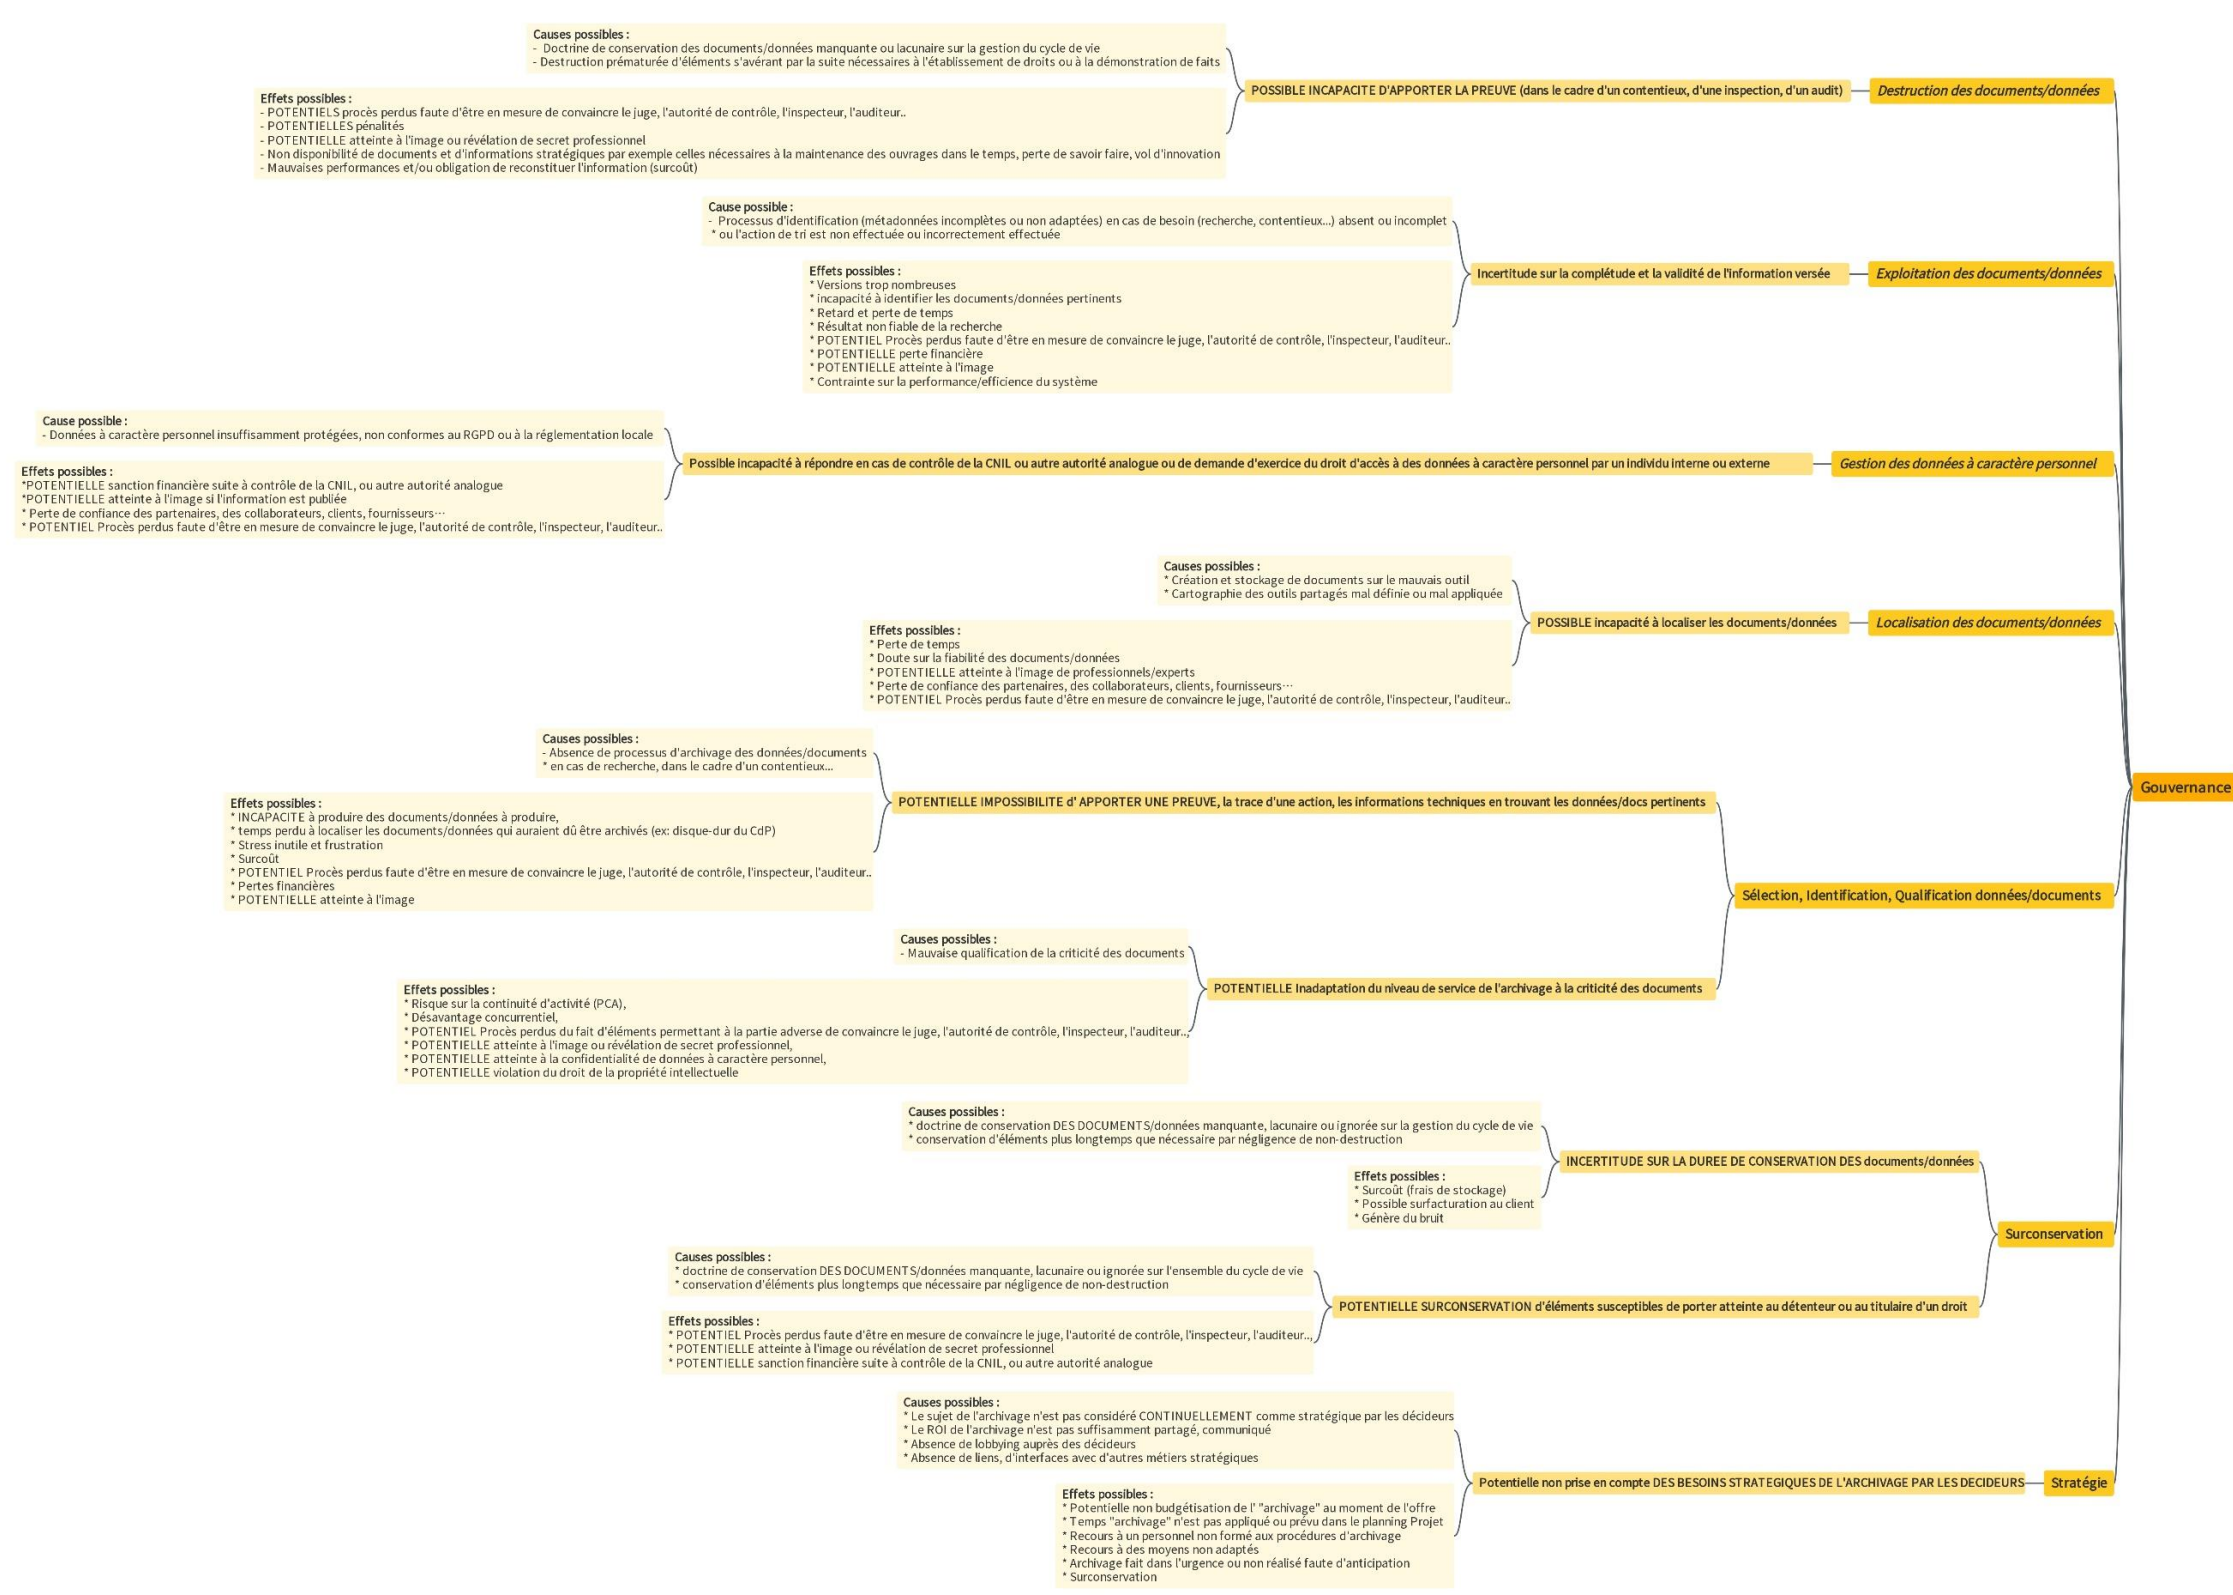 Causes possibles :
-  Doctrine de conservation des documents/données manquante ou lacunaire sur la gestion du cycle de vie
- Destruction prématurée d'éléments s'avérant par la suite nécessaires à l'établissement de droits ou à la démonstration de faits
Effets possibles :
- POTENTIELS procès perdus faute d'être en mesure de convaincre le juge, l'autorité de contrôle, l'inspecteur, l'auditeur..
- POTENTIELLES pénalités
- POTENTIELLE atteinte à l'image ou révélation de secret professionnel
- Non disponibilité de documents et d'informations stratégiques par exemple celles nécessaires à la maintenance des ouvrages dans le temps, perte de savoir faire, vol d'innovation
- Mauvaises performances et/ou obligation de reconstituer l'information (surcoût)
POSSIBLE INCAPACITE D'APPORTER LA PREUVE (dans le cadre d'un contentieux, d'une inspection, d'un audit)
Destruction des documents/données
Cause possible :
-  Processus d'identification (métadonnées incomplètes ou non adaptées) en cas de besoin (recherche, contentieux...) absent ou incomplet
* ou l'action de tri est non effectuée ou incorrectement effectuée
Effets possibles :
* Versions trop nombreuses
* incapacité à identifier les documents/données pertinents
* Retard et perte de temps
* Résultat non fiable de la recherche
* POTENTIEL Procès perdus faute d'être en mesure de convaincre le juge, l'autorité de contrôle, l'inspecteur, l'auditeur..
* POTENTIELLE perte financière
* POTENTIELLE atteinte à l'image
* Contrainte sur la performance/efficience du système
Incertitude sur la complétude et la validité de l'information versée
Exploitation des documents/données
Cause possible :
- Données à caractère personnel insuffisamment protégées, non conformes au RGPD ou à la réglementation locale
Effets possibles :
*POTENTIELLE sanction financière suite à contrôle de la CNIL, ou autre autorité analogue
*POTENTIELLE atteinte à l'image si l'information est publiée
* Perte de confiance des partenaires, des collaborateurs, clients, fournisseurs…
* POTENTIEL Procès perdus faute d'être en mesure de convaincre le juge, l'autorité de contrôle, l'inspecteur, l'auditeur..
Possible incapacité à répondre en cas de contrôle de la CNIL ou autre autorité analogue ou de demande d'exercice du droit d'accès à des données à caractère personnel par un individu interne ou externe
Gestion des données à caractère personnel
Causes possibles :
* Création et stockage de documents sur le mauvais outil
* Cartographie des outils partagés mal définie ou mal appliquée
Effets possibles :
* Perte de temps
* Doute sur la fiabilité des documents/données
* POTENTIELLE atteinte à l'image de professionnels/experts
* Perte de confiance des partenaires, des collaborateurs, clients, fournisseurs…
* POTENTIEL Procès perdus faute d'être en mesure de convaincre le juge, l'autorité de contrôle, l'inspecteur, l'auditeur..
POSSIBLE incapacité à localiser les documents/données
Localisation des documents/données
Causes possibles :
- Absence de processus d'archivage des données/documents
* en cas de recherche, dans le cadre d'un contentieux...
Effets possibles :
* INCAPACITE à produire des documents/données à produire,
* temps perdu à localiser les documents/données qui auraient dû être archivés (ex: disque-dur du CdP)
* Stress inutile et frustration
* Surcoût
* POTENTIEL Procès perdus faute d'être en mesure de convaincre le juge, l'autorité de contrôle, l'inspecteur, l'auditeur..
* Pertes financières
* POTENTIELLE atteinte à l'image
POTENTIELLE IMPOSSIBILITE d' APPORTER UNE PREUVE, la trace d'une action, les informations techniques en trouvant les données/docs pertinents
Gouvernance
Sélection, Identification, Qualification données/documents
Causes possibles :
- Mauvaise qualification de la criticité des documents
Effets possibles :
* Risque sur la continuité d'activité (PCA),
* Désavantage concurrentiel,
* POTENTIEL Procès perdus du fait d'éléments permettant à la partie adverse de convaincre le juge, l'autorité de contrôle, l'inspecteur, l'auditeur..,
* POTENTIELLE atteinte à l'image ou révélation de secret professionnel,
* POTENTIELLE atteinte à la confidentialité de données à caractère personnel,
* POTENTIELLE violation du droit de la propriété intellectuelle
POTENTIELLE Inadaptation du niveau de service de l'archivage à la criticité des documents
Causes possibles :
* doctrine de conservation DES DOCUMENTS/données manquante, lacunaire ou ignorée sur la gestion du cycle de vie
* conservation d'éléments plus longtemps que nécessaire par négligence de non-destruction
Effets possibles :
* Surcoût (frais de stockage)
* Possible surfacturation au client
* Génère du bruit
INCERTITUDE SUR LA DUREE DE CONSERVATION DES documents/données
Surconservation
Causes possibles :
* doctrine de conservation DES DOCUMENTS/données manquante, lacunaire ou ignorée sur l'ensemble du cycle de vie
* conservation d'éléments plus longtemps que nécessaire par négligence de non-destruction
Effets possibles :
* POTENTIEL Procès perdus faute d'être en mesure de convaincre le juge, l'autorité de contrôle, l'inspecteur, l'auditeur..,
* POTENTIELLE atteinte à l'image ou révélation de secret professionnel
* POTENTIELLE sanction financière suite à contrôle de la CNIL, ou autre autorité analogue
POTENTIELLE SURCONSERVATION d'éléments susceptibles de porter atteinte au détenteur ou au titulaire d'un droit
Causes possibles :
* Le sujet de l'archivage n'est pas considéré CONTINUELLEMENT comme stratégique par les décideurs
* Le ROI de l'archivage n'est pas suffisamment partagé, communiqué
* Absence de lobbying auprès des décideurs
* Absence de liens, d'interfaces avec d'autres métiers stratégiques
Effets possibles :
* Potentielle non budgétisation de l' "archivage" au moment de l'offre
* Temps "archivage" n'est pas appliqué ou prévu dans le planning Projet
* Recours à un personnel non formé aux procédures d'archivage
* Recours à des moyens non adaptés
* Archivage fait dans l'urgence ou non réalisé faute d'anticipation
* Surconservation
Potentielle non prise en compte DES BESOINS STRATEGIQUES DE L'ARCHIVAGE PAR LES DECIDEURS
Stratégie